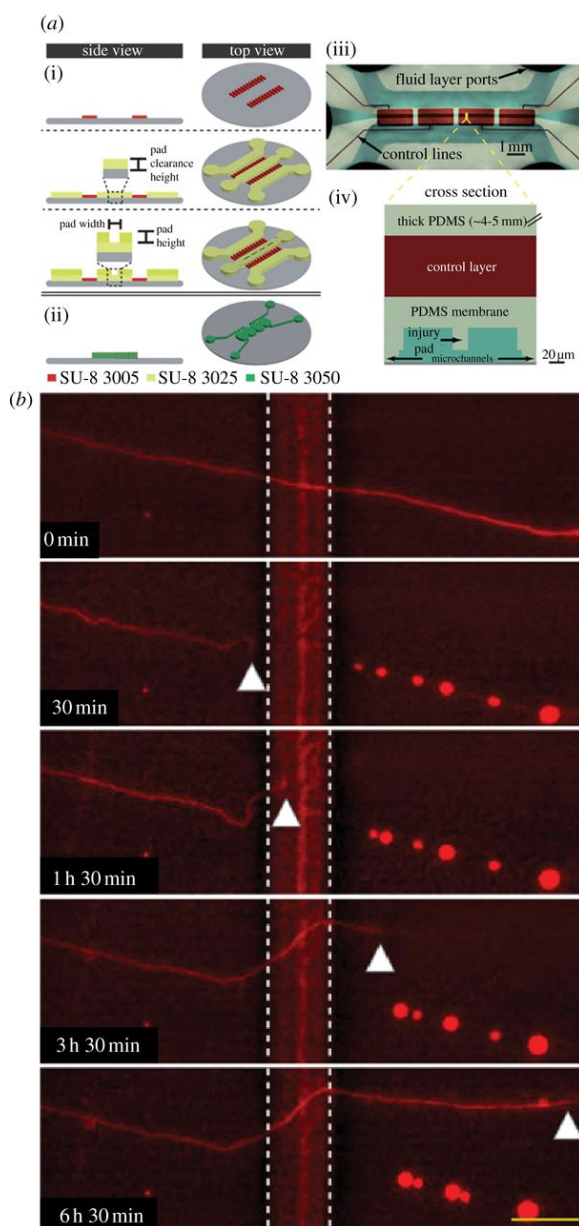 (a)
side view
top view
(i)
pad
clearance
height
pad width
pad
height
(ii)
SU-8 3005
SU-8 3025
SU-8 3050
(iii)
fluid layer ports
control lines
1 mm
(iv)
cross section
thick PDMS (~4-5 mm)
control layer
PDMS membrane
injury
pad
microchannels
20 µm
(b)
0 min
30 min
1 h 30 min
3 h 30 min
6 h 30 min